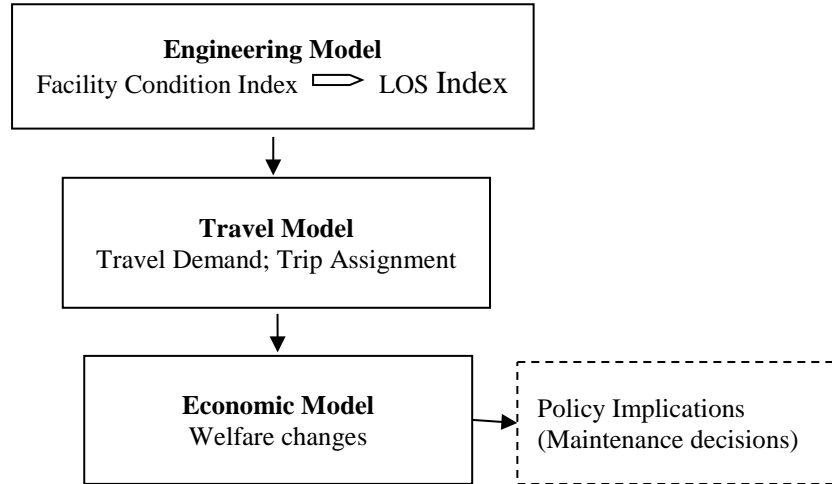 Engineering Model
Facility Condition Index LOS Index
Travel Model
Travel Demand; Trip Assignment
Economic Model
Welfare changes
Policy Implications
(Maintenance decisions)